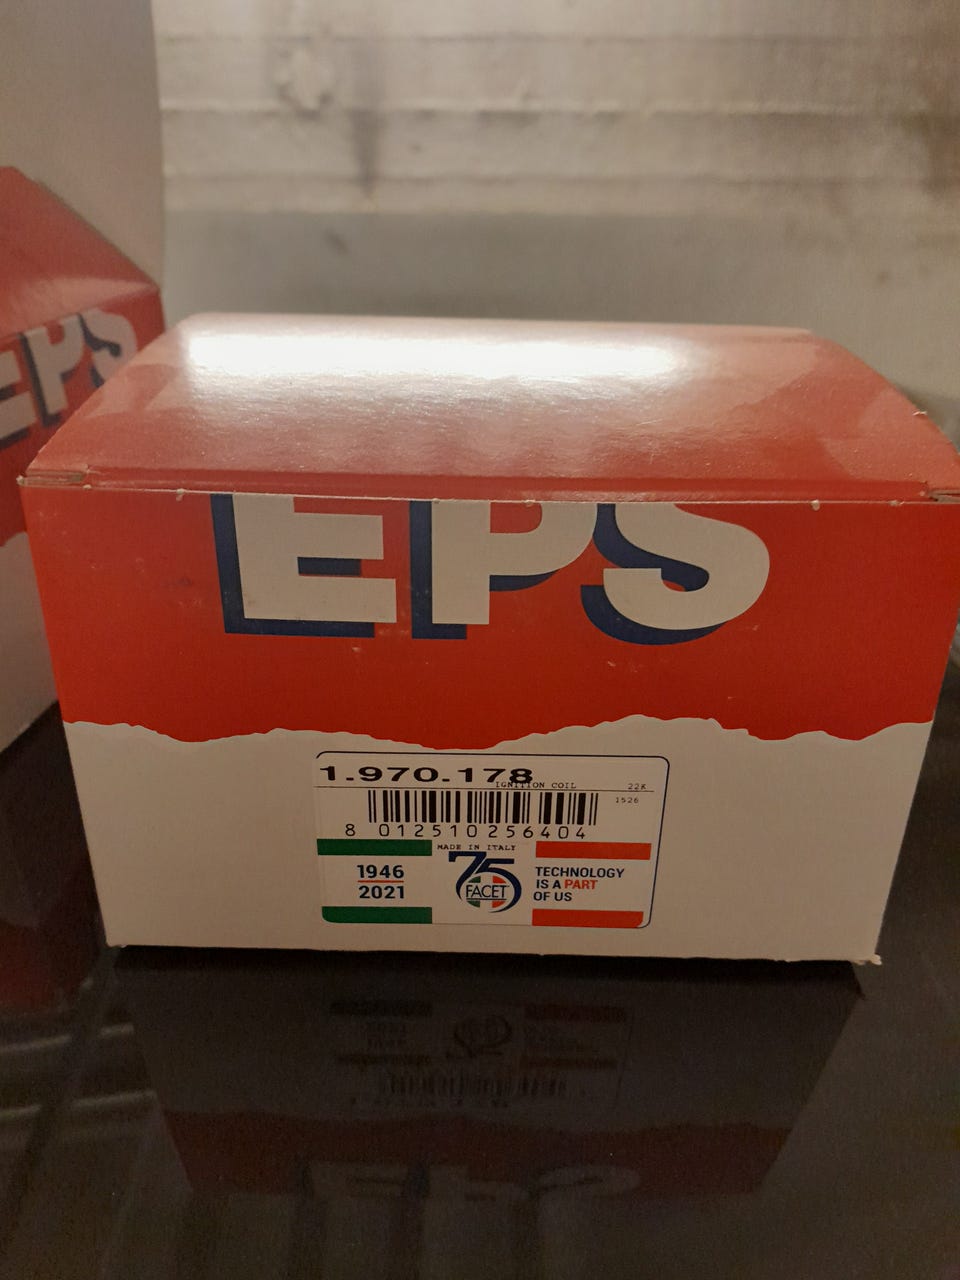 EPS
EPS
1.970.178
IGNITION COIL
22K
1526
8 012510 256404
MADE IN ITALY
1946
2021
75
FACET
TECHNOLOGY
IS A PART
OF US